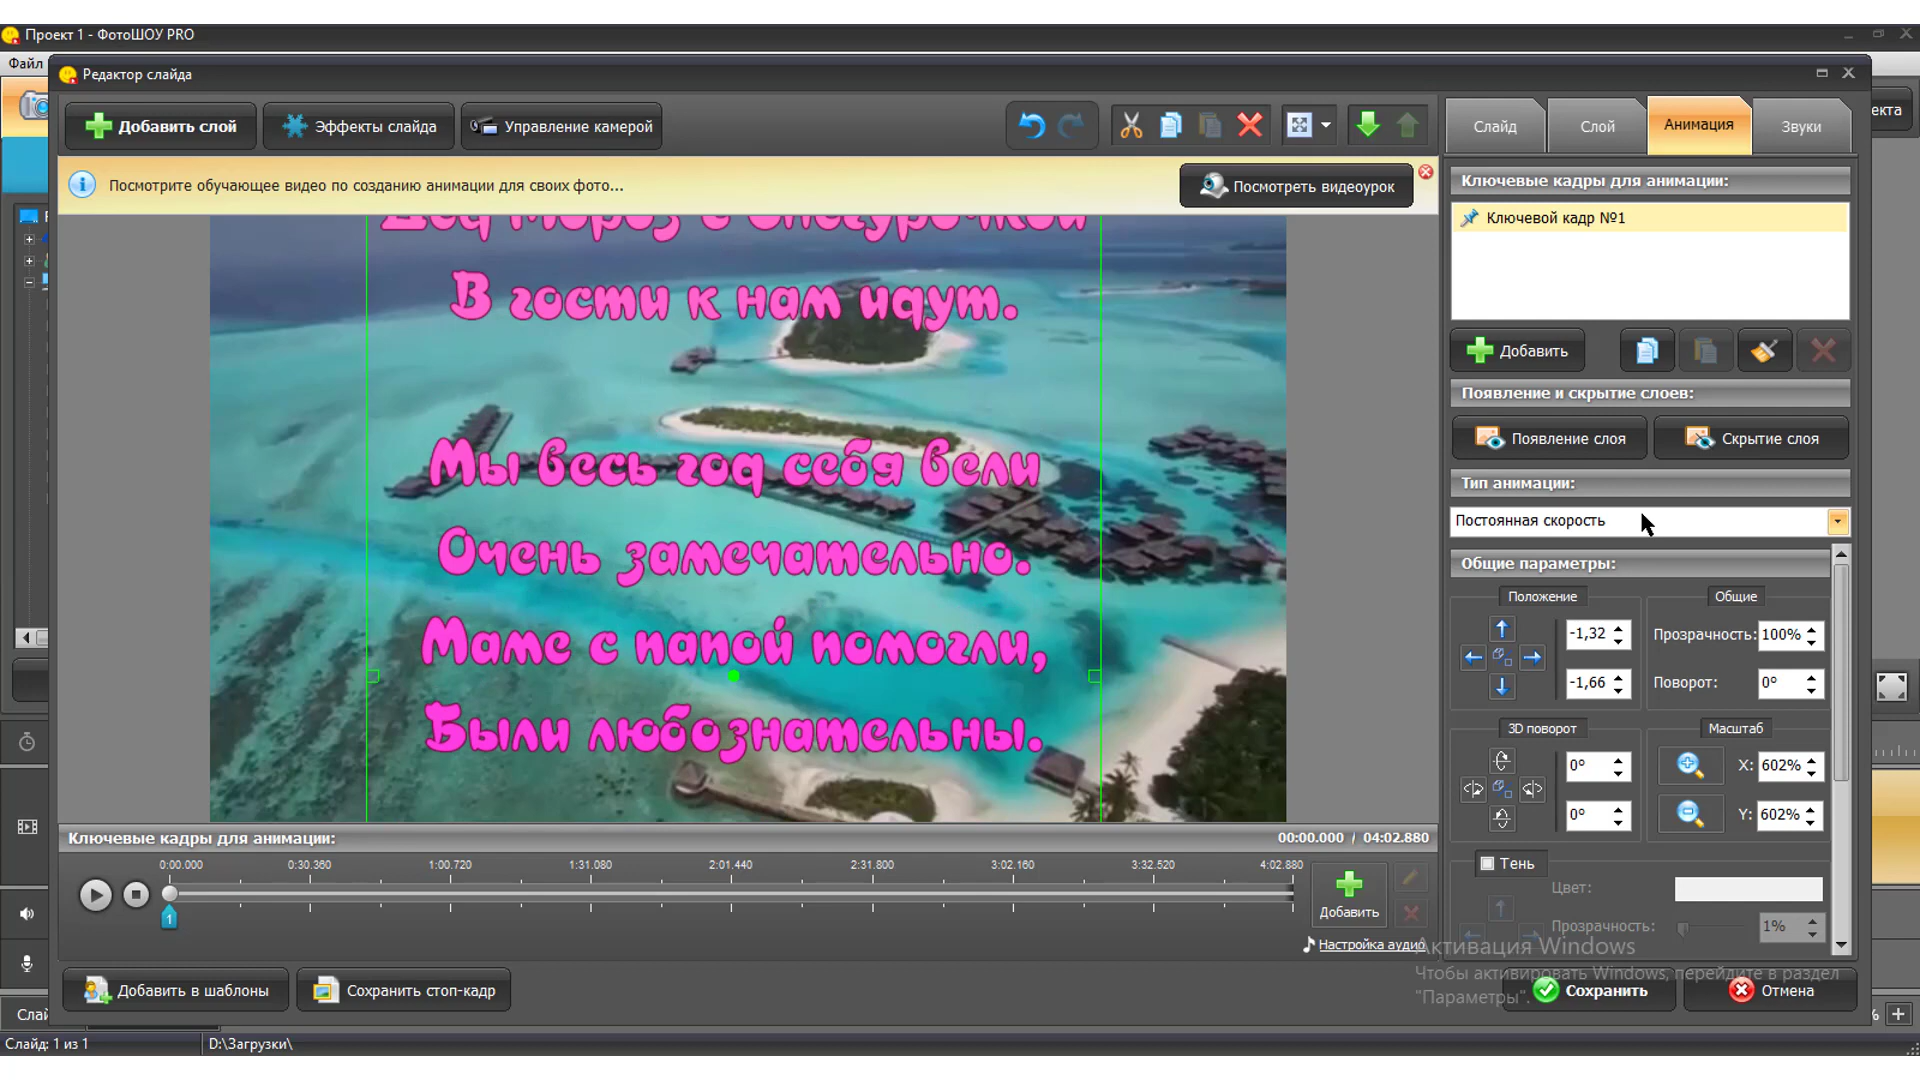 Проект 1 - ФотоШОУ PRO
Файл
Редактор слайда
Добавить слой
Эффекты слайда
Управление камерой
Слайд
Слой
Анимация
Звуки
екта
Посмотрите обучающее видео по созданию анимации для своих фото...
Посмотреть видеоурок
Дед Мороз с Снегурочкой
В гости к нам идут.
Мы весь год себя вели
Очень замечательно.
Маме с папой помогли,
Были любознательны.
Ключевые кадры для анимации:
Ключевой кадр №1
Добавить
Появление и скрытие слоев:
Появление слоя
Скрытие слоя
Тип анимации:
Постоянная скорость
Общие параметры:
Положение
Общие
-1,32
Прозрачность: 100%
-1,66
Поворот: 0°
3D поворот
Масштаб
0°
X: 602%
0°
Y: 602%
Тень
Цвет:
Прозрачность: 1%
Ключевые кадры для анимации:
00:00.000 / 04:02.880
0:00.000 0:30.360 1:00.720 1:31.080 2:01.440 2:31.800 3:02.160 3:32.520 4:02.880
1
Добавить
Настройка аудио
Активация Windows
Чтобы активировать Windows, перейдите в раздел
"Параметры".
Добавить в шаблоны
Сохранить стоп-кадр
Сохранить
Отмена
Слай
%
Слайд: 1 из 1
D:\Загрузки\